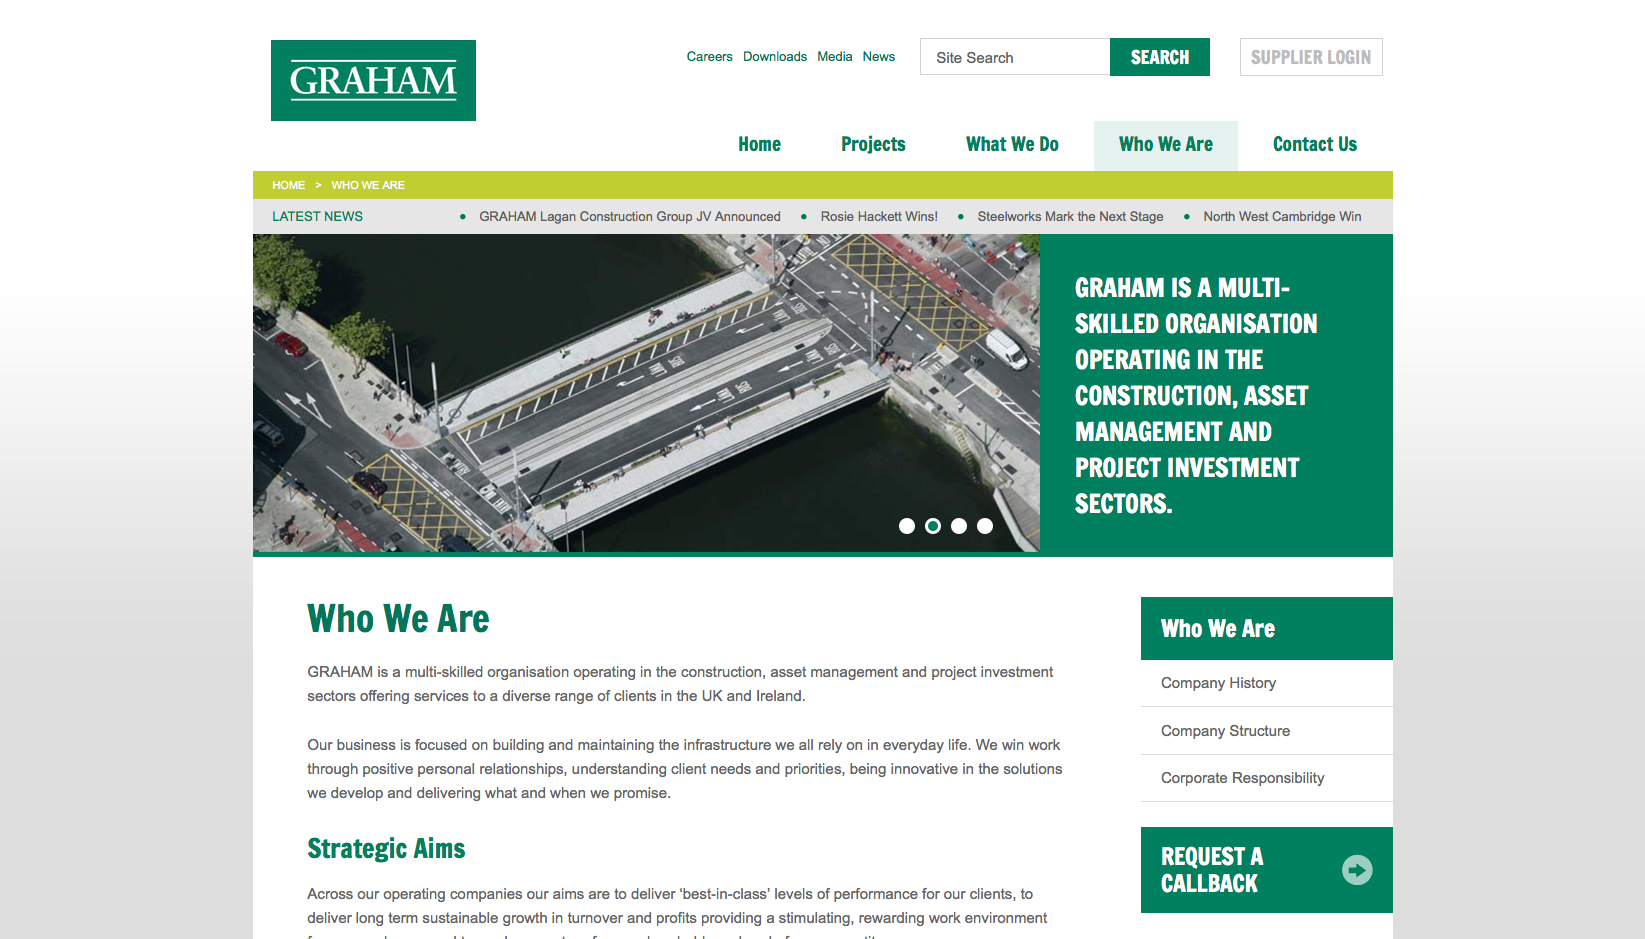 GRAHAM
Careers Downloads Media News
Site Search
SEARCH
SUPPLIER LOGIN
Home
Projects
What We Do
Who We Are
Contact Us
HOME > WHO WE ARE
LATEST NEWS
• GRAHAM Lagan Construction Group JV Announced • Rosie Hackett Wins! • Steelworks Mark the Next Stage • North West Cambridge Win
BUS
LANA
BUS
LANA
GRAHAM IS A MULTI-
SKILLED ORGANISATION
OPERATING IN THE
CONSTRUCTION, ASSET
MANAGEMENT AND
PROJECT INVESTMENT
SECTORS.
Who We Are
GRAHAM is a multi-skilled organisation operating in the construction, asset management and project investment
sectors offering services to a diverse range of clients in the UK and Ireland.
Our business is focused on building and maintaining the infrastructure we all rely on in everyday life. We win work
through positive personal relationships, understanding client needs and priorities, being innovative in the solutions
we develop and delivering what and when we promise.
Strategic Aims
Across our operating companies our aims are to deliver ‘best-in-class’ levels of performance for our clients, to
deliver long term sustainable growth in turnover and profits providing a stimulating, rewarding work environment
Who We Are
Company History
Company Structure
Corporate Responsibility
REQUEST A
CALLBACK